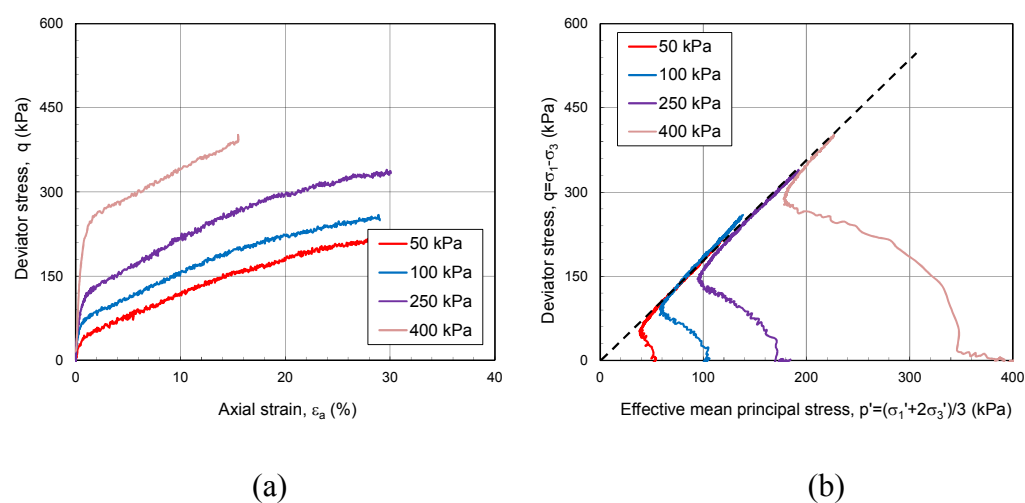 600
450
300
150
0
Deviator stress, q (kPa)
0 10 20 30 40
Axial strain, εa (%)
50 kPa
100 kPa
250 kPa
400 kPa
(a)
600
450
300
150
0
Deviator stress, q=σ1-σ3 (kPa)
50 kPa
100 kPa
250 kPa
400 kPa
0 100 200 300 400
Effective mean principal stress, p'=(σ1'+2σ3')/3 (kPa)
(b)